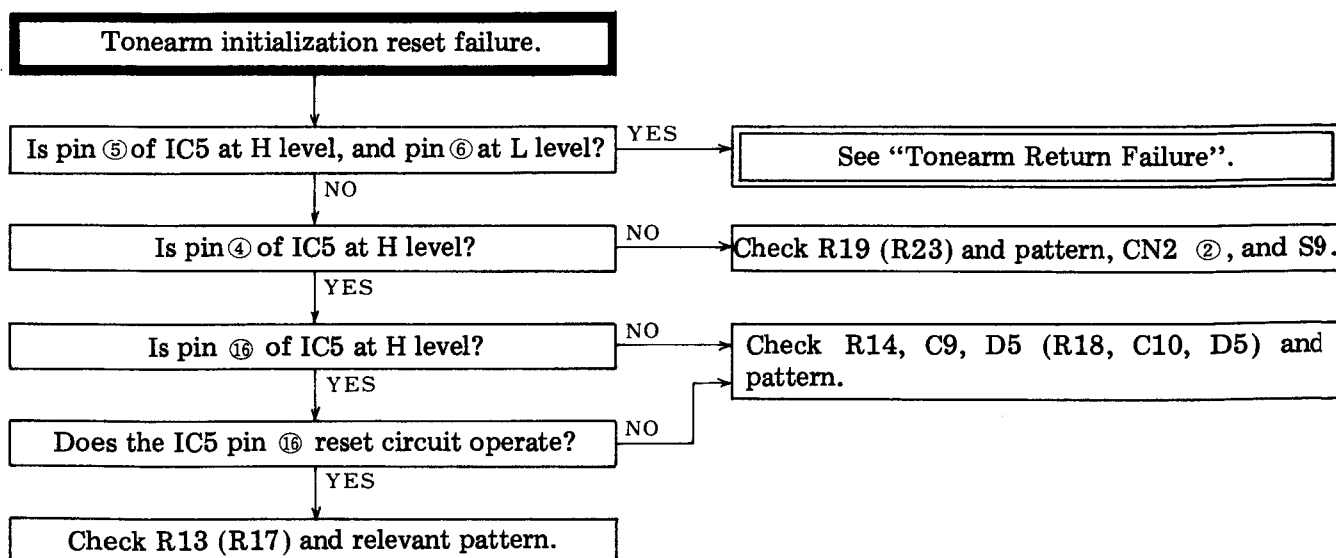 Tonearm initialization reset failure.
Is pin ⑤ of IC5 at H level, and pin ⑥ at L level?
YES
See “Tonearm Return Failure”.
NO
Is pin ④ of IC5 at H level?
NO
Check R19 (R23) and pattern, CN2 ②, and S9.
YES
Is pin ⑯ of IC5 at H level?
NO
Check R14, C9, D5 (R18, C10, D5) and
pattern.
YES
Does the IC5 pin ⑯ reset circuit operate?
NO
YES
Check R13 (R17) and relevant pattern.